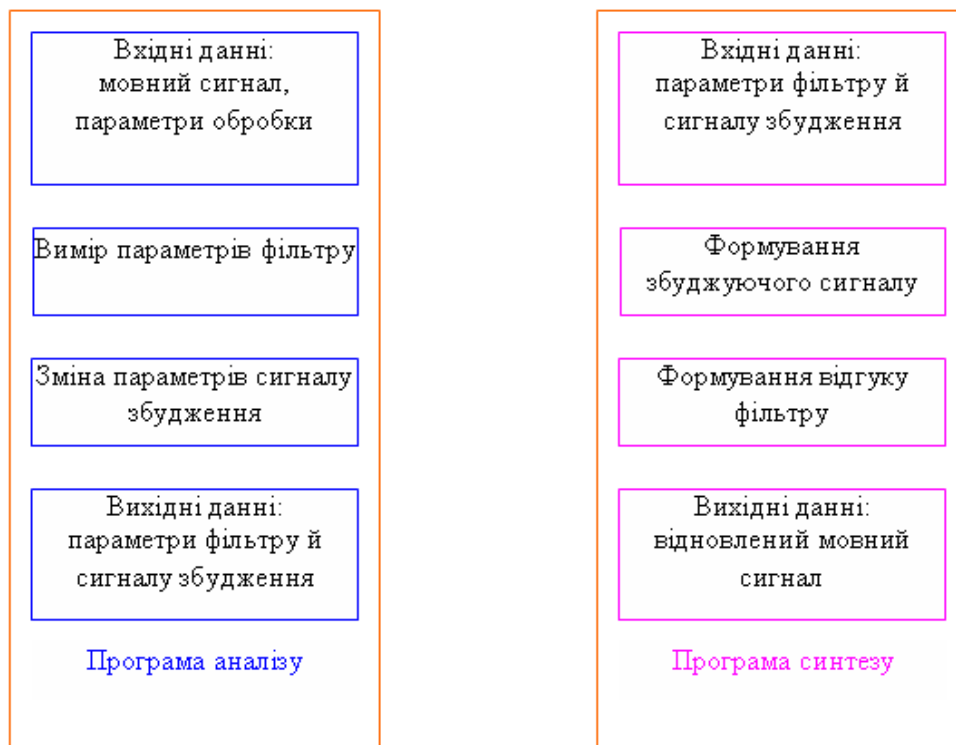 Вхідні данні:
мовний сигнал,
параметри обробки
Вимір параметрів фільтру
Зміна параметрів сигналу
збудження
Вихідні данні:
параметри фільтру й
сигналу збудження
Програма аналізу
Вхідні данні:
параметри фільтру й
сигналу збудження
Формування
збуджуючого сигналу
Формування відгуку
фільтру
Вихідні данні:
відновлений мовний
сигнал
Програма синтезу